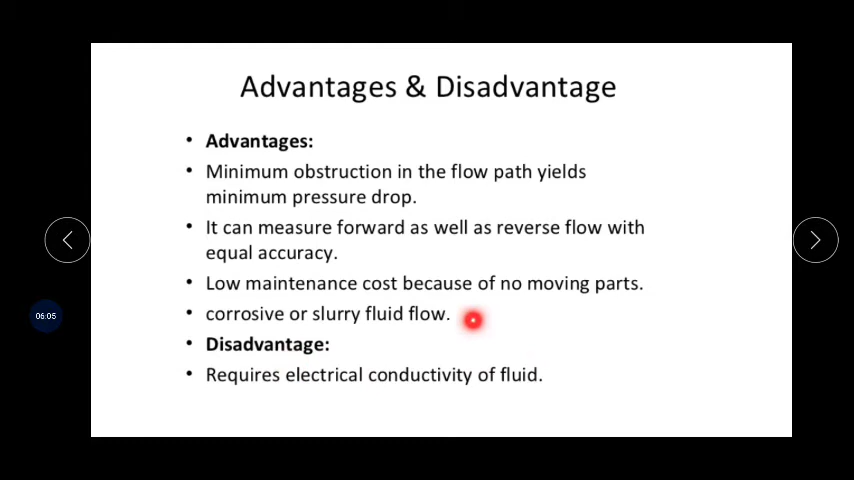 Advantages & Disadvantage
• Advantages:
• Minimum obstruction in the flow path yields
minimum pressure drop.
• It can measure forward as well as reverse flow with
equal accuracy.
• Low maintenance cost because of no moving parts.
• corrosive or slurry fluid flow.
06:05
• Disadvantage:
• Requires electrical conductivity of fluid.